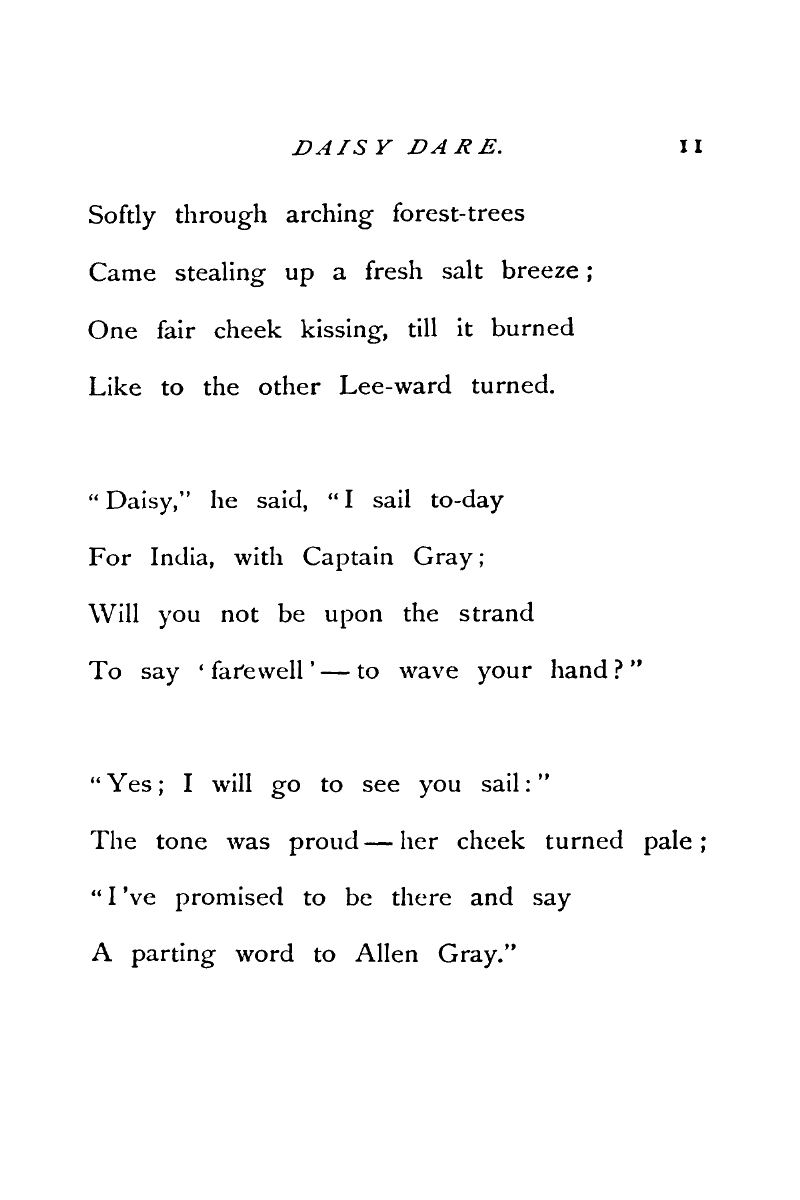 DAISY DARE. 11
Softly through arching forest-trees
Came stealing up a fresh salt breeze;
One fair cheek kissing, till it burned
Like to the other Lee-ward turned.
“Daisy,” he said, “I sail to-day
For India, with Captain Gray;
Will you not be upon the strand
To say ‘farewell’—to wave your hand?”
“Yes; I will go to see you sail:”
The tone was proud—her cheek turned pale;
“I've promised to be there and say
A parting word to Allen Gray.”